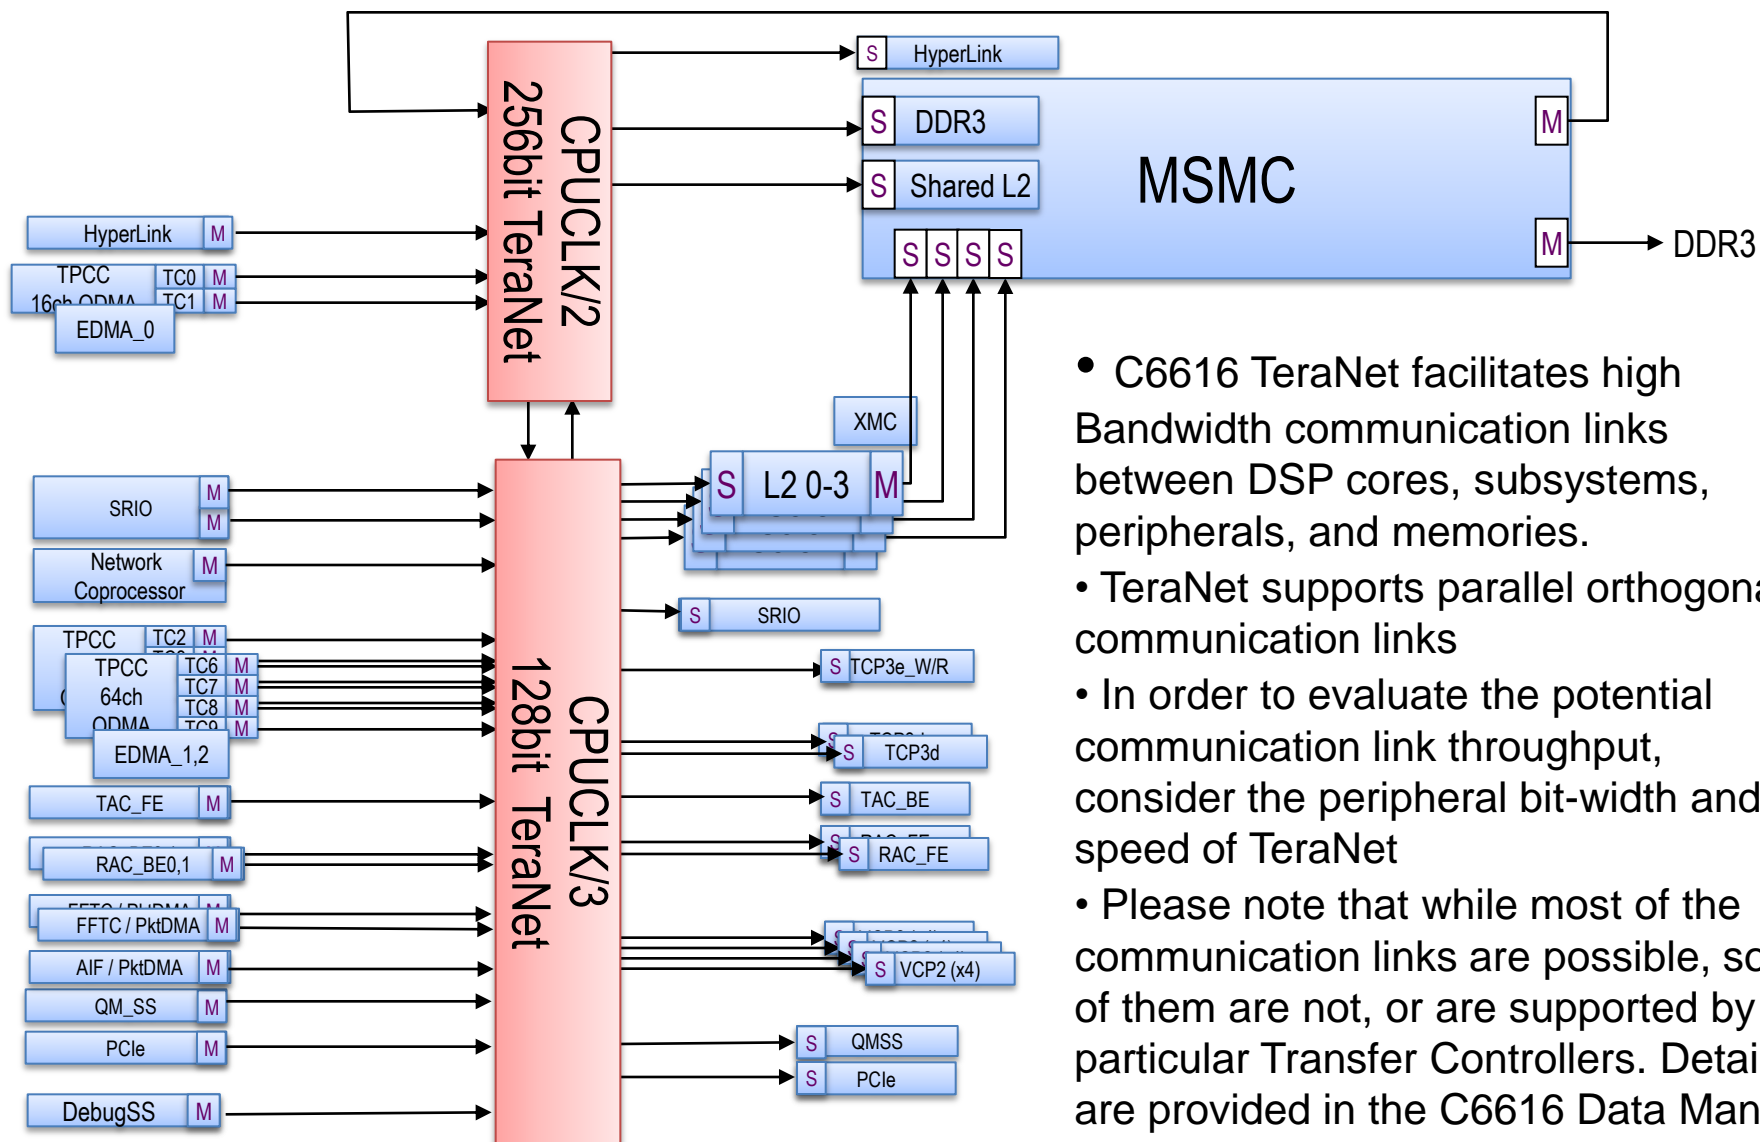 S HyperLink
CPUCLK/2
256bit TeraNet
S DDR3
M
S Shared L2
MSMC
HyperLink M
S S S S
M
DDR3
TPCC TC0 M
16ch QDMA TC1 M
EDMA_0
XMC
S L2 0-3 M
SRIO M
M
Network M
Coprocessor
S SRIO
TPCC TC2 M
TPCC TC6 M
64ch TC7 M
TC8 M
QDMA TC9 M
EDMA_1,2
CPUCLK/3
128bit TeraNet
S TCP3e_W/R
S
S TCP3d
TAC_FE M
S TAC_BE
RAC_BE0,1 M
S RAC_FE
FFTC / PktDMA M
AIF / PktDMA M
S VCP2 (x4)
QM_SS M
PCIe M
S QMSS
S PCIe
DebugSS M
• C6616 TeraNet facilitates high
Bandwidth communication links
between DSP cores, subsystems,
peripherals, and memories.
• TeraNet supports parallel orthogona
communication links
• In order to evaluate the potential
communication link throughput,
consider the peripheral bit-width and
speed of TeraNet
• Please note that while most of the
communication links are possible, so
of them are not, or are supported by
particular Transfer Controllers. Detai
are provided in the C6616 Data Man